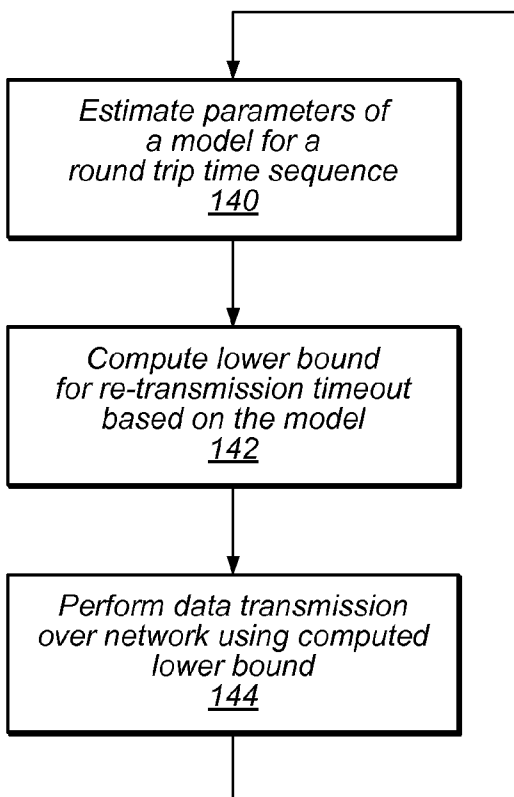 Estimate parameters of
a model for a
round trip time sequence
140
Compute lower bound
for re-transmission timeout
based on the model
142
Perform data transmission
over network using computed
lower bound
144